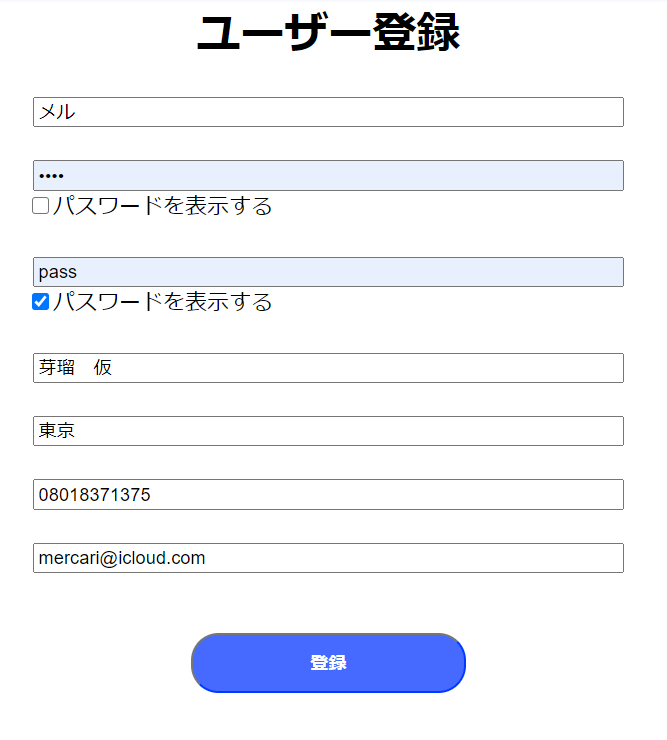 ユーザー登録
メル
••••
パスワードを表示する
pass
パスワードを表示する
芽瑠　仮
東京
08018371375
mercari@icloud.com
登録